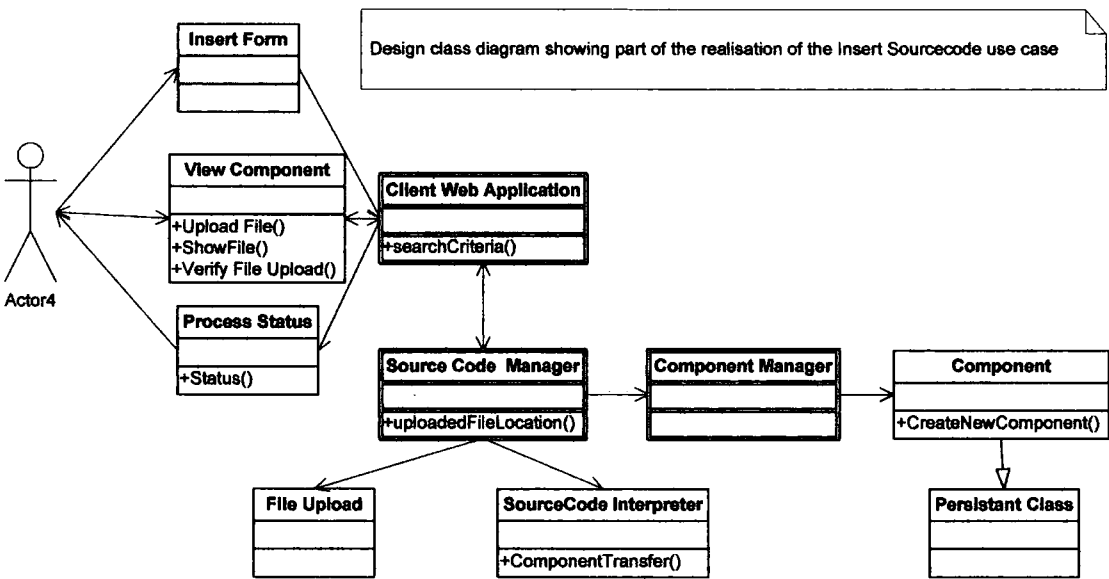 Insert Form
Design class diagram showing part of the realisation of the Insert Sourcecode use case
View Component
+Upload File()
+ShowFile()
+Verify File Upload()
Client Web Application
+searchCriteria()
Actor4
Process Status
+Status()
Source Code Manager
+uploadedFileLocation()
Component Manager
Component
+CreateNewComponent()
File Upload
SourceCode Interpreter
+ComponentTransfer()
Persistant Class